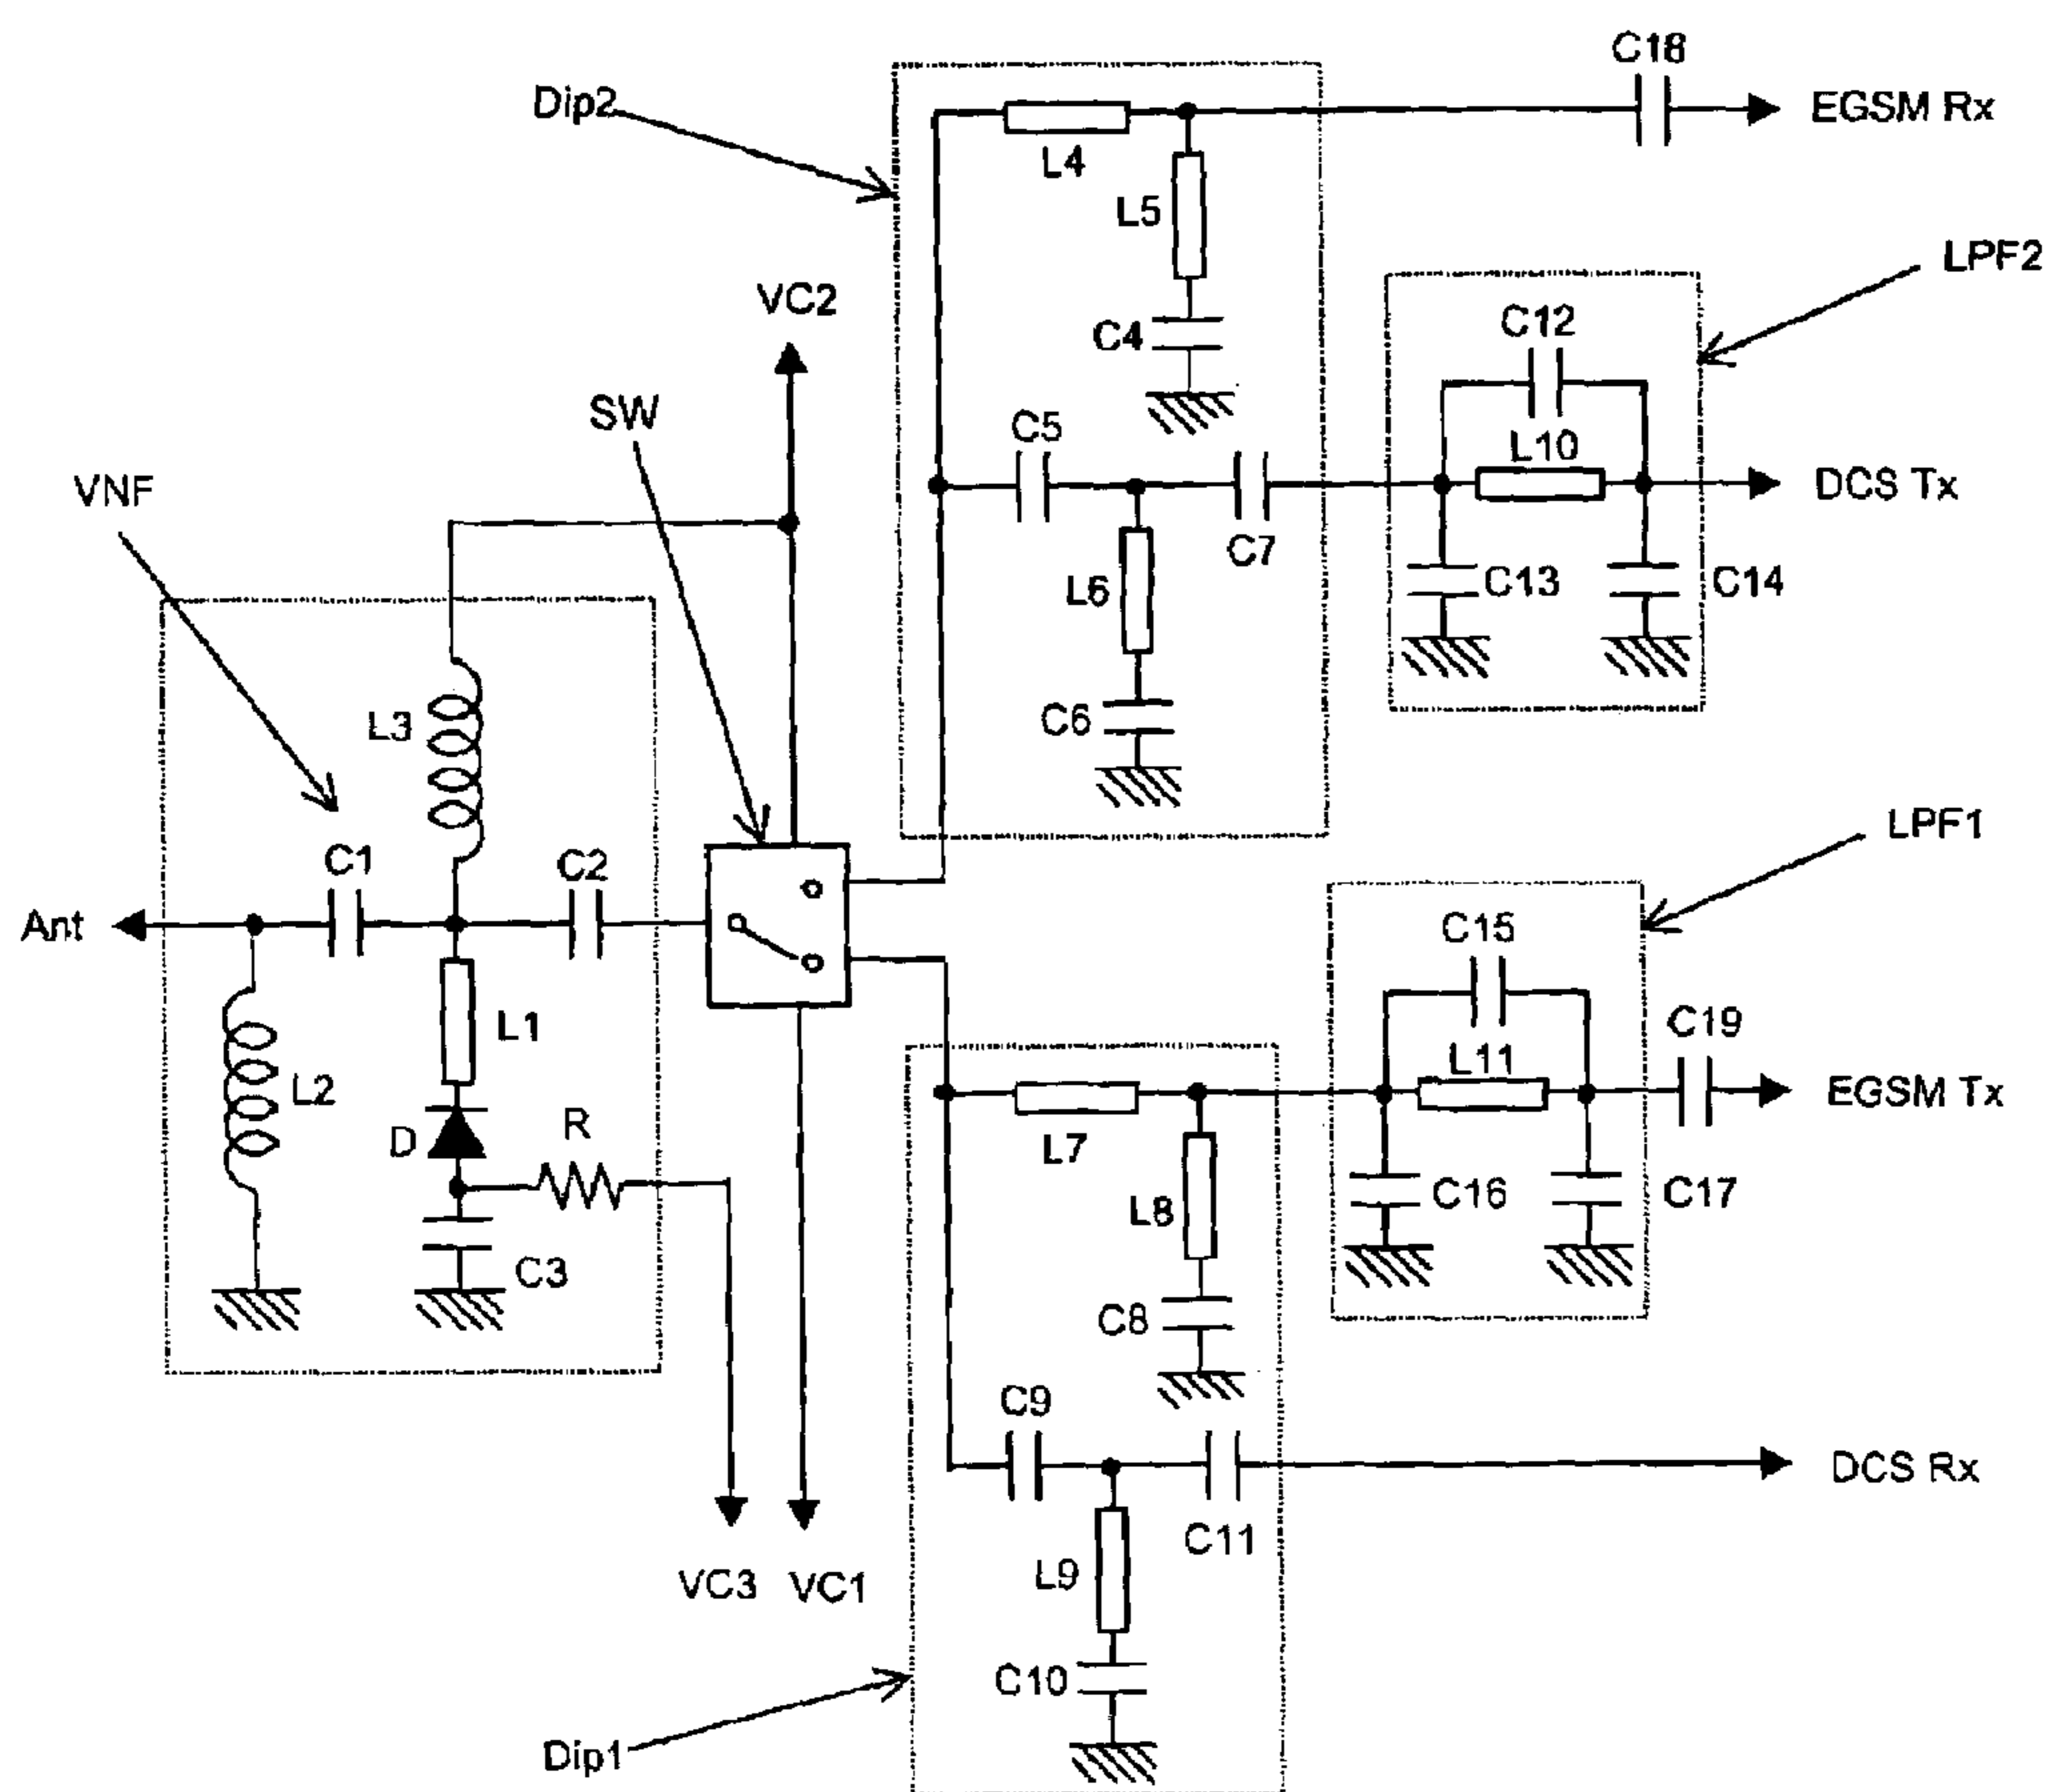 C18
EGSM Rx
Dip2
L4
L5
LPF2
VC2
C4
C12
SW
C5
L10
VNF
DCS Tx
C7
L6
C13
C14
C6
L3
LPF1
C1
C2
Ant
C15
C19
L1
L11
L2
EGSM Tx
D
R
L7
C16
C17
L8
C3
C8
C9
DCS Rx
C11
L9
VC3
VC1
C10
Dip1